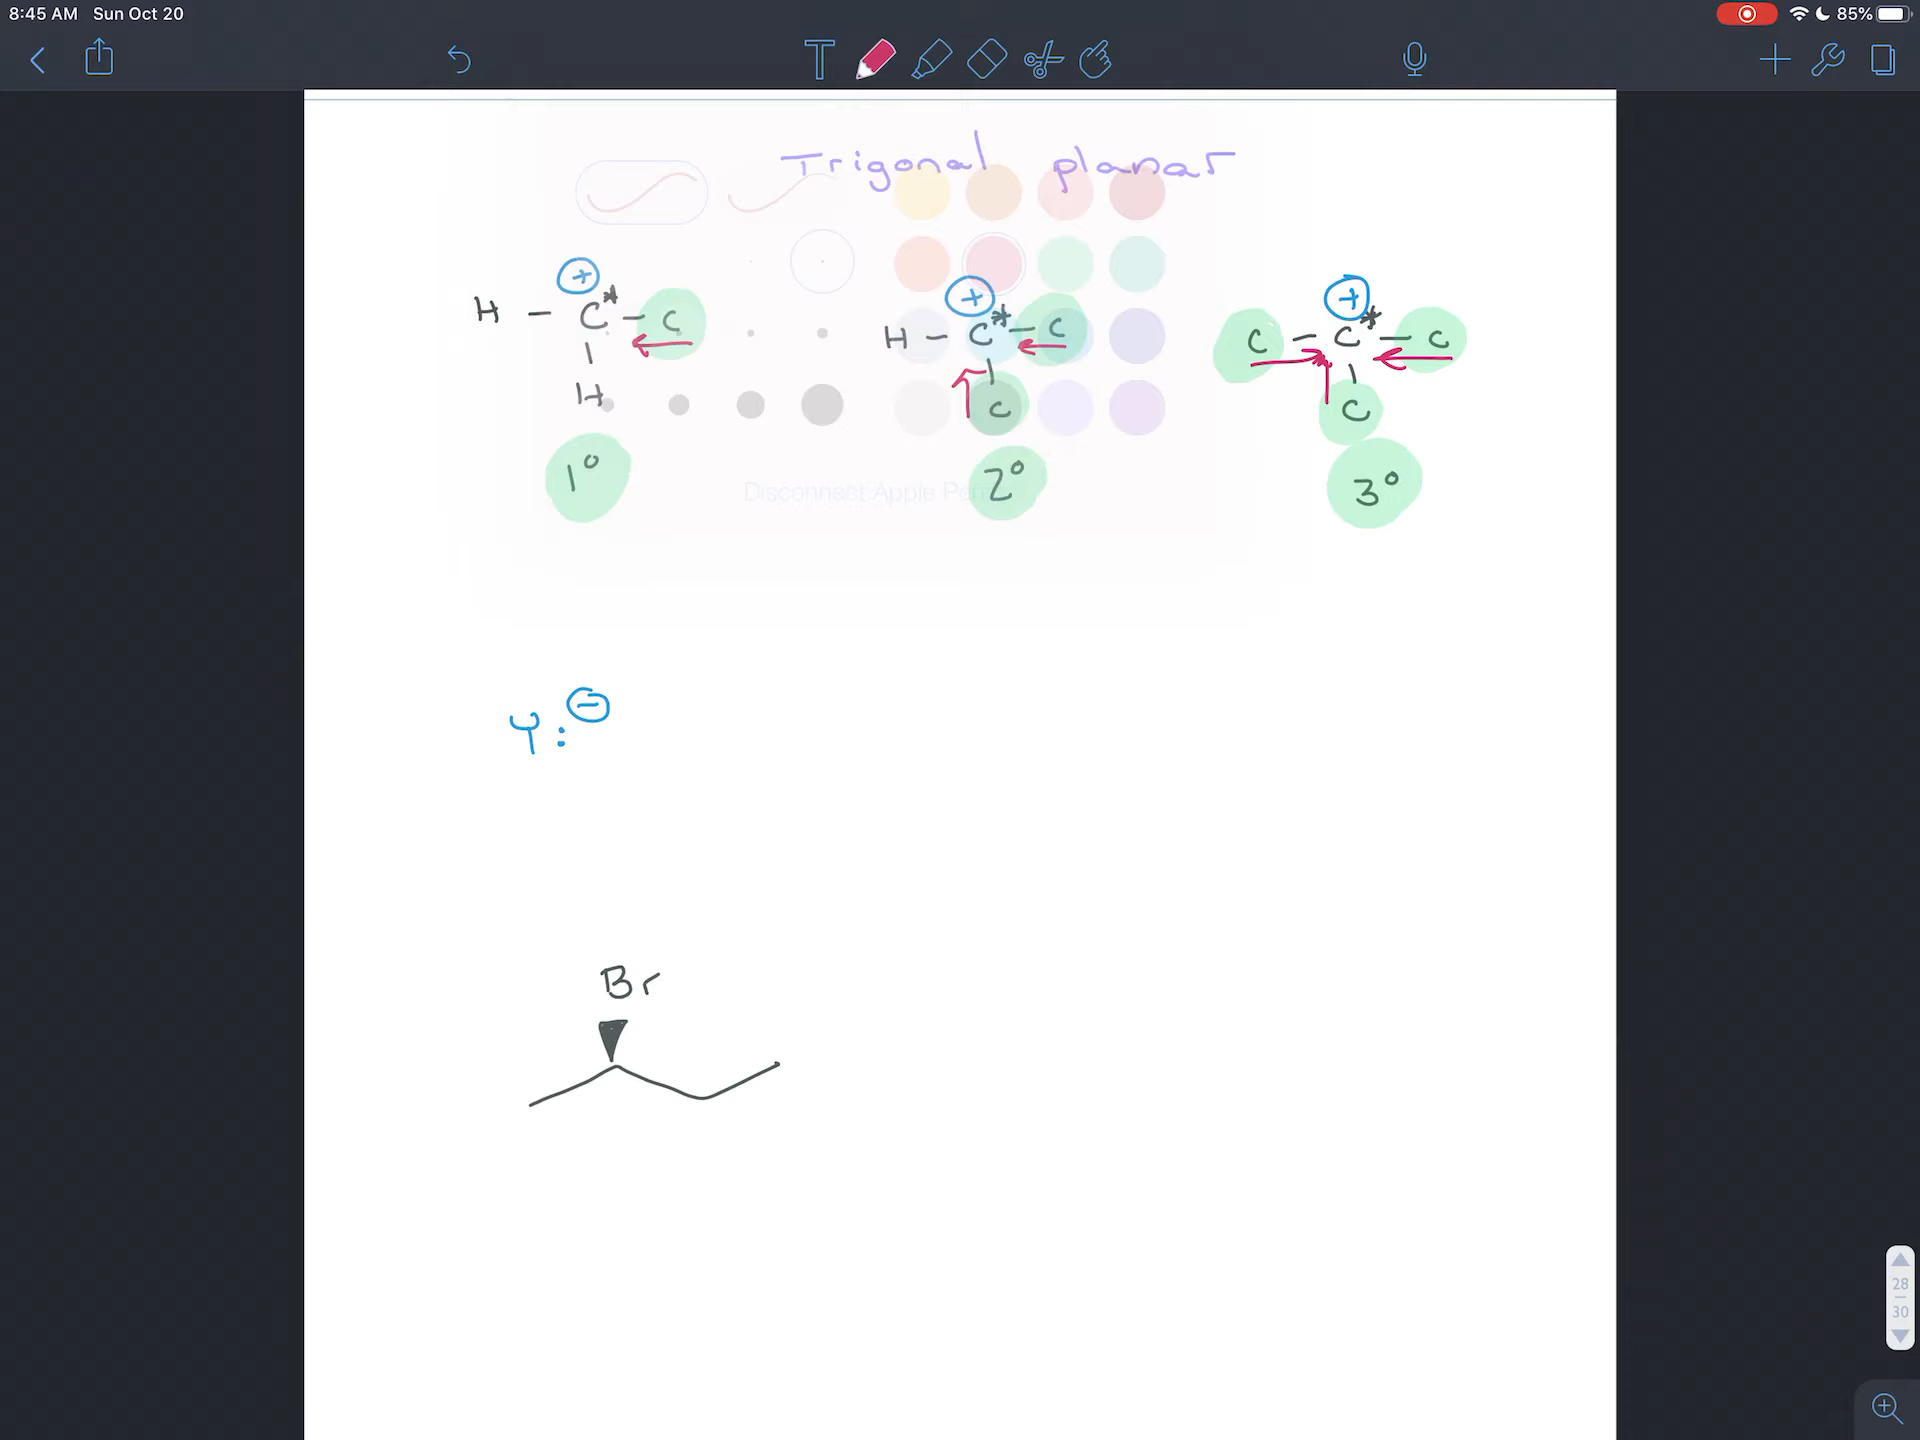 8:45 AM Sun Oct 20
85%
Trigonal planar
H - C* - C
H
1°
H - C* - C
C
2°
C - C* - C
C
3°
Y:⊖
Br
28
30